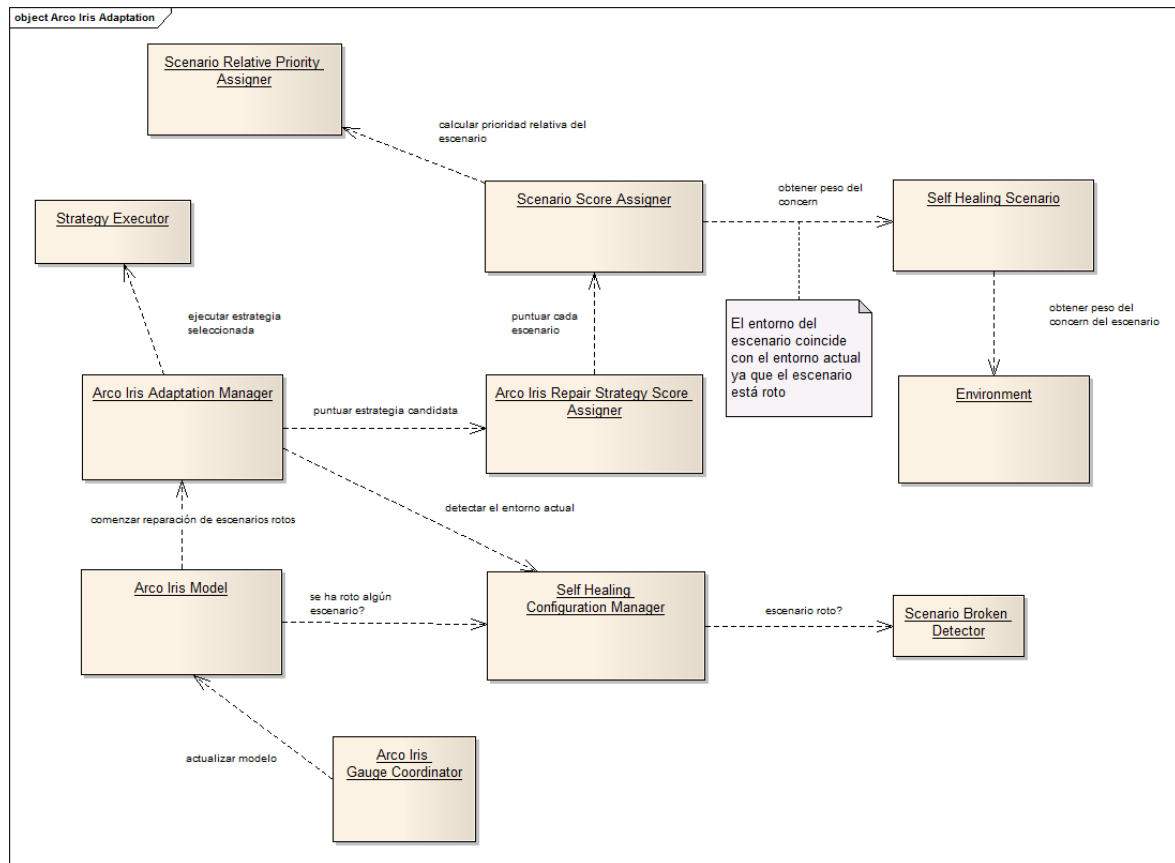 object Arco Iris Adaptation
Scenario Relative Priority
Assigner
calcular prioridad relativa del
escenario
Strategy Executor
Scenario Score Assigner
obtener peso del
concern
Self Healing Scenario
ejecutar estrategia
seleccionada
puntuar cada
escenario
El entorno del
escenario coincide
con el entorno actual
ya que el escenario
está roto
obtener peso del
concern del escenario
Arco Iris Adaptation Manager
puntuar estrategia candidata
Arco Iris Repair Strategy Score
Assigner
Environment
comenzar reparación de escenarios rotos
detectar el entorno actual
Arco Iris Model
se ha roto algún
escenario?
Self Healing
Configuration Manager
escenario roto?
Scenario Broken
Detector
actualizar modelo
Arco Iris
Gauge Coordinator